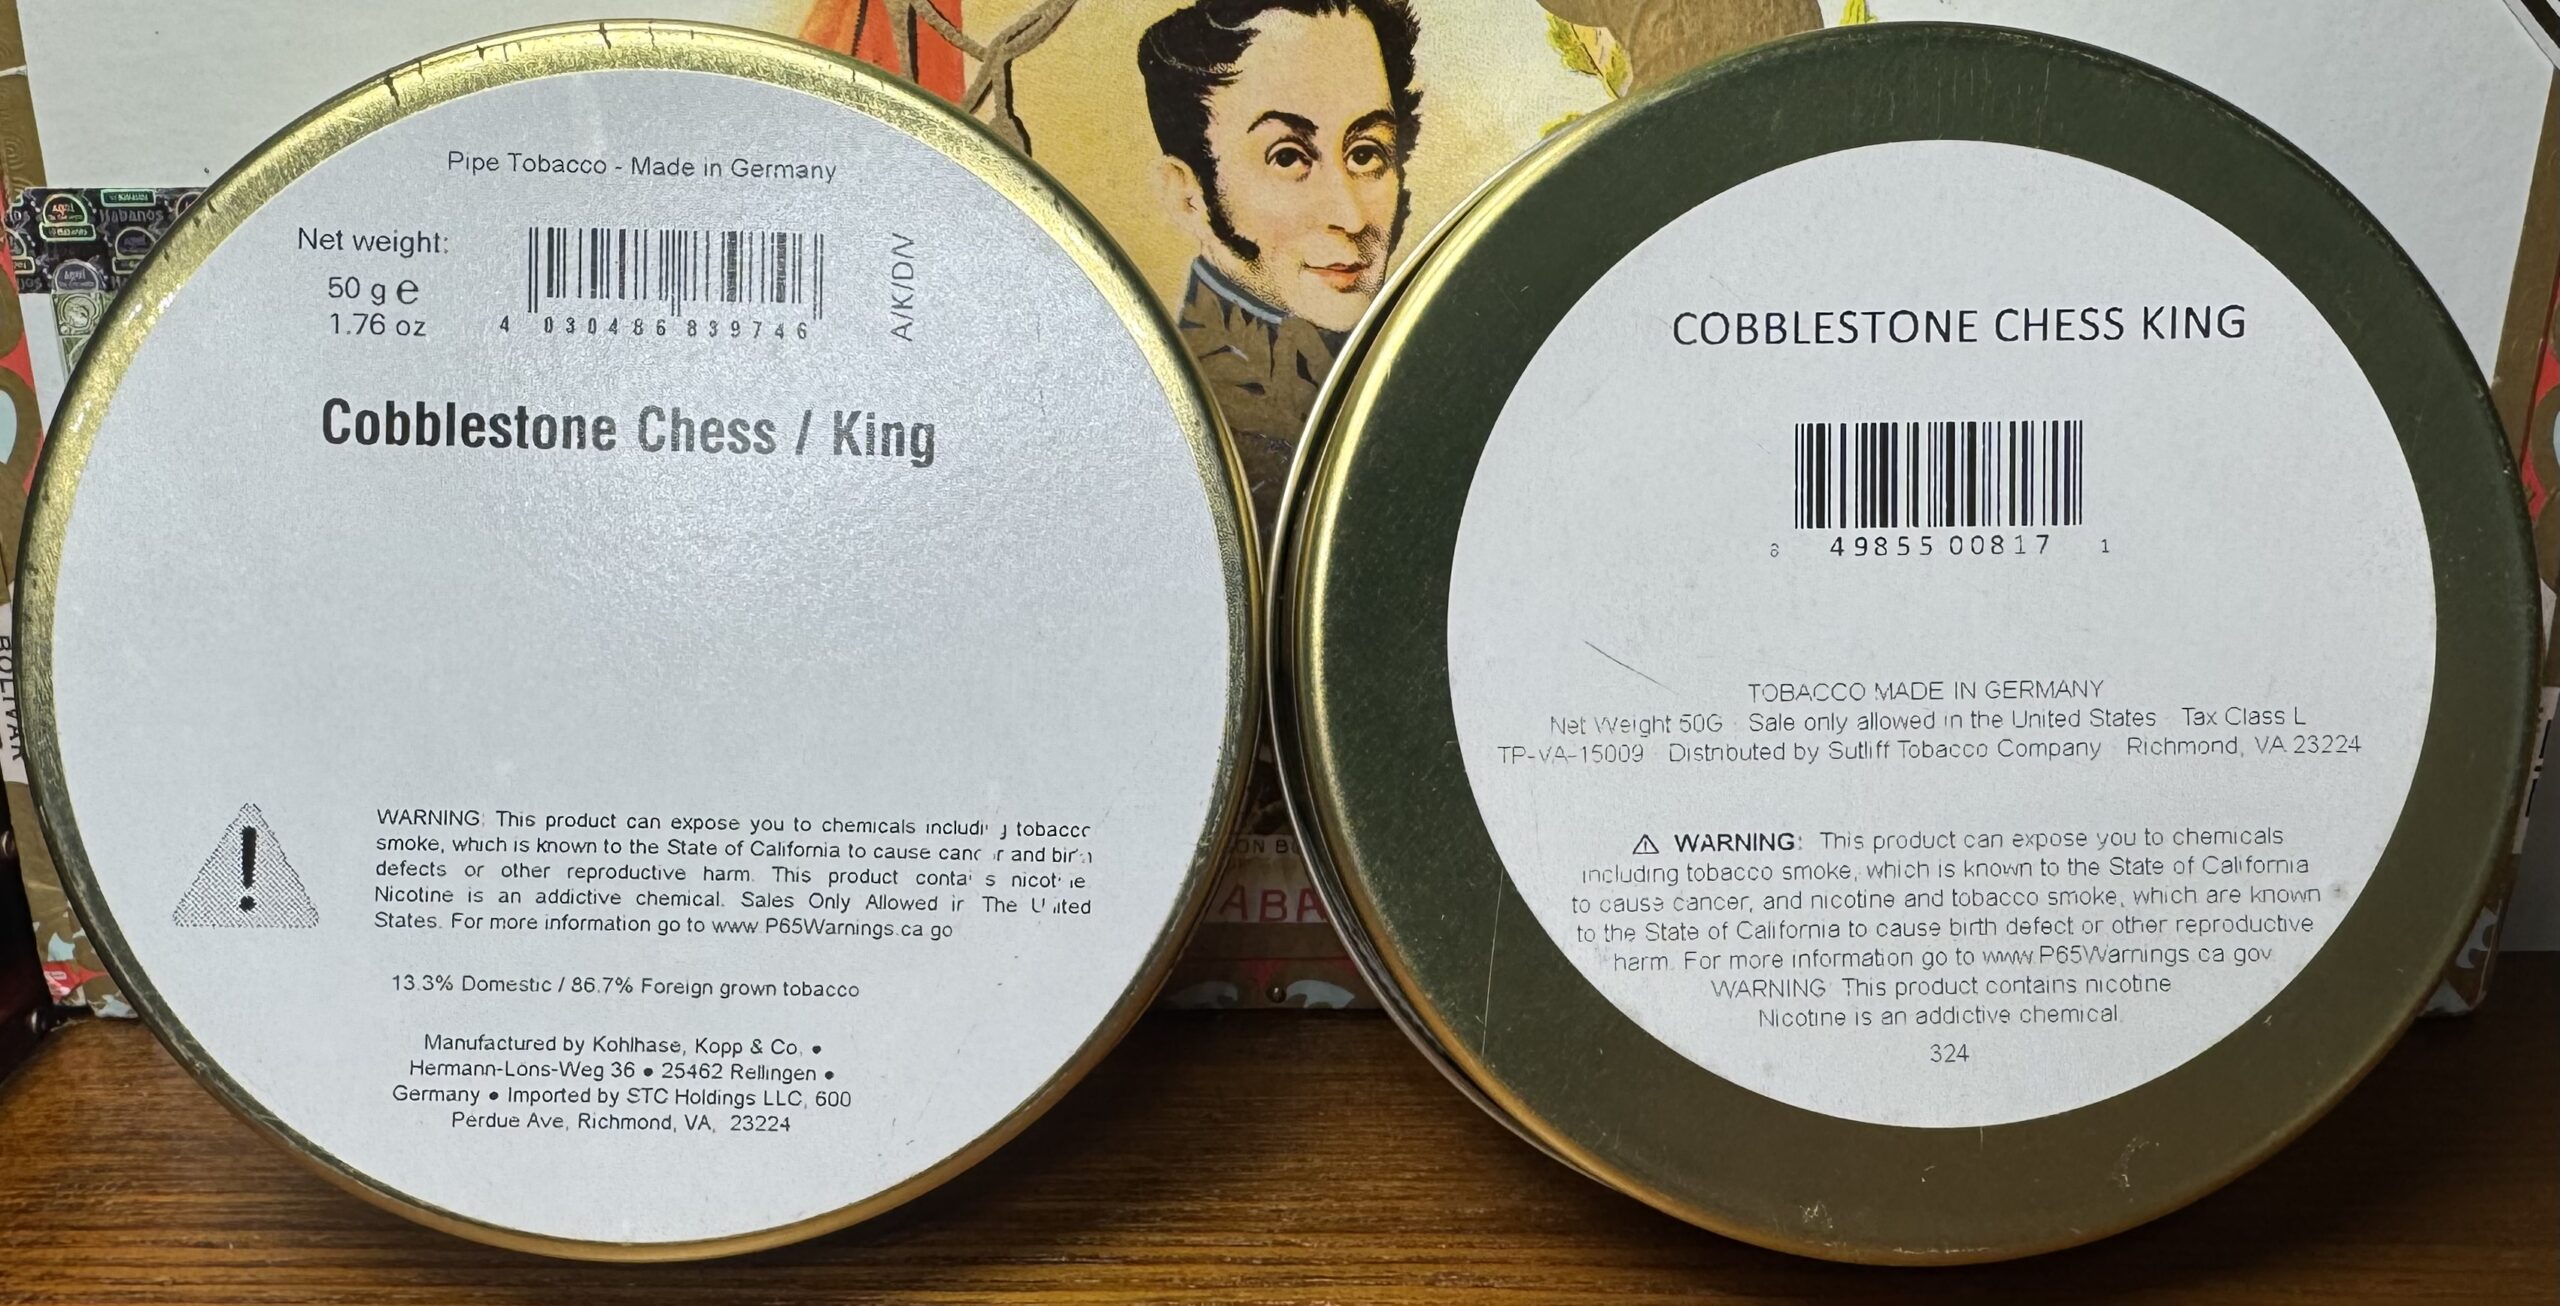 Pipe Tobacco - Made in Germany
Net weight:
50 g e
1.76 oz
4 030486 839746
A/K/DN
Cobblestone Chess / King
WARNING: This product can expose you to chemicals tobacco
smoke, which is known to the State of California to cause and
defects or other reproductive harm. This product
Nicotine is an addictive chemical. Sales Only Allowed The
States. For more information go to www.P65Warnings.ca go
13.3% Domestic / 86.7% Foreign grown tobacco
Manufactured by Kohlhase, Kopp & Co. •
Hermann-Löns-Weg 36 • 25462 Rellingen •
Germany • Imported by STC Holdings LLC, 600
Perdue Ave, Richmond, VA, 23224
COBBLESTONE CHESS KING
8 49855 00817 1
TOBACCO MADE IN GERMANY
Net Weight 50G · Sale only allowed in the United States · Tax Class L
TP-VA-15009 · Distributed by Sutliff Tobacco Company · Richmond, VA 23224
⚠ WARNING: This product can expose you to chemicals
including tobacco smoke, which is known to the State of California
to cause cancer, and nicotine and tobacco smoke, which are known
to the State of California to cause birth defect or other reproductive
harm. For more information go to www.P65Warnings.ca.gov.
WARNING: This product contains nicotine.
Nicotine is an addictive chemical.
324
Habanos
BOLIVAR